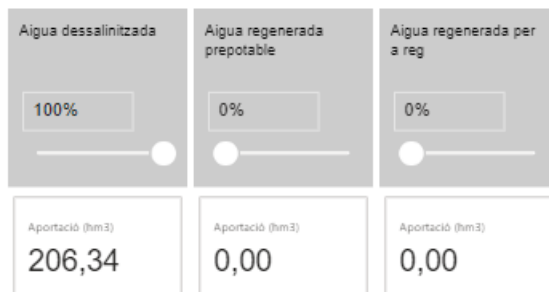 Aigua dessalinitzada
100%
Aportació (hm3)
206,34
Aigua regenerada
prepotable
0%
Aportació (hm3)
0,00
Aigua regenerada per
a reg
0%
Aportació (hm3)
0,00